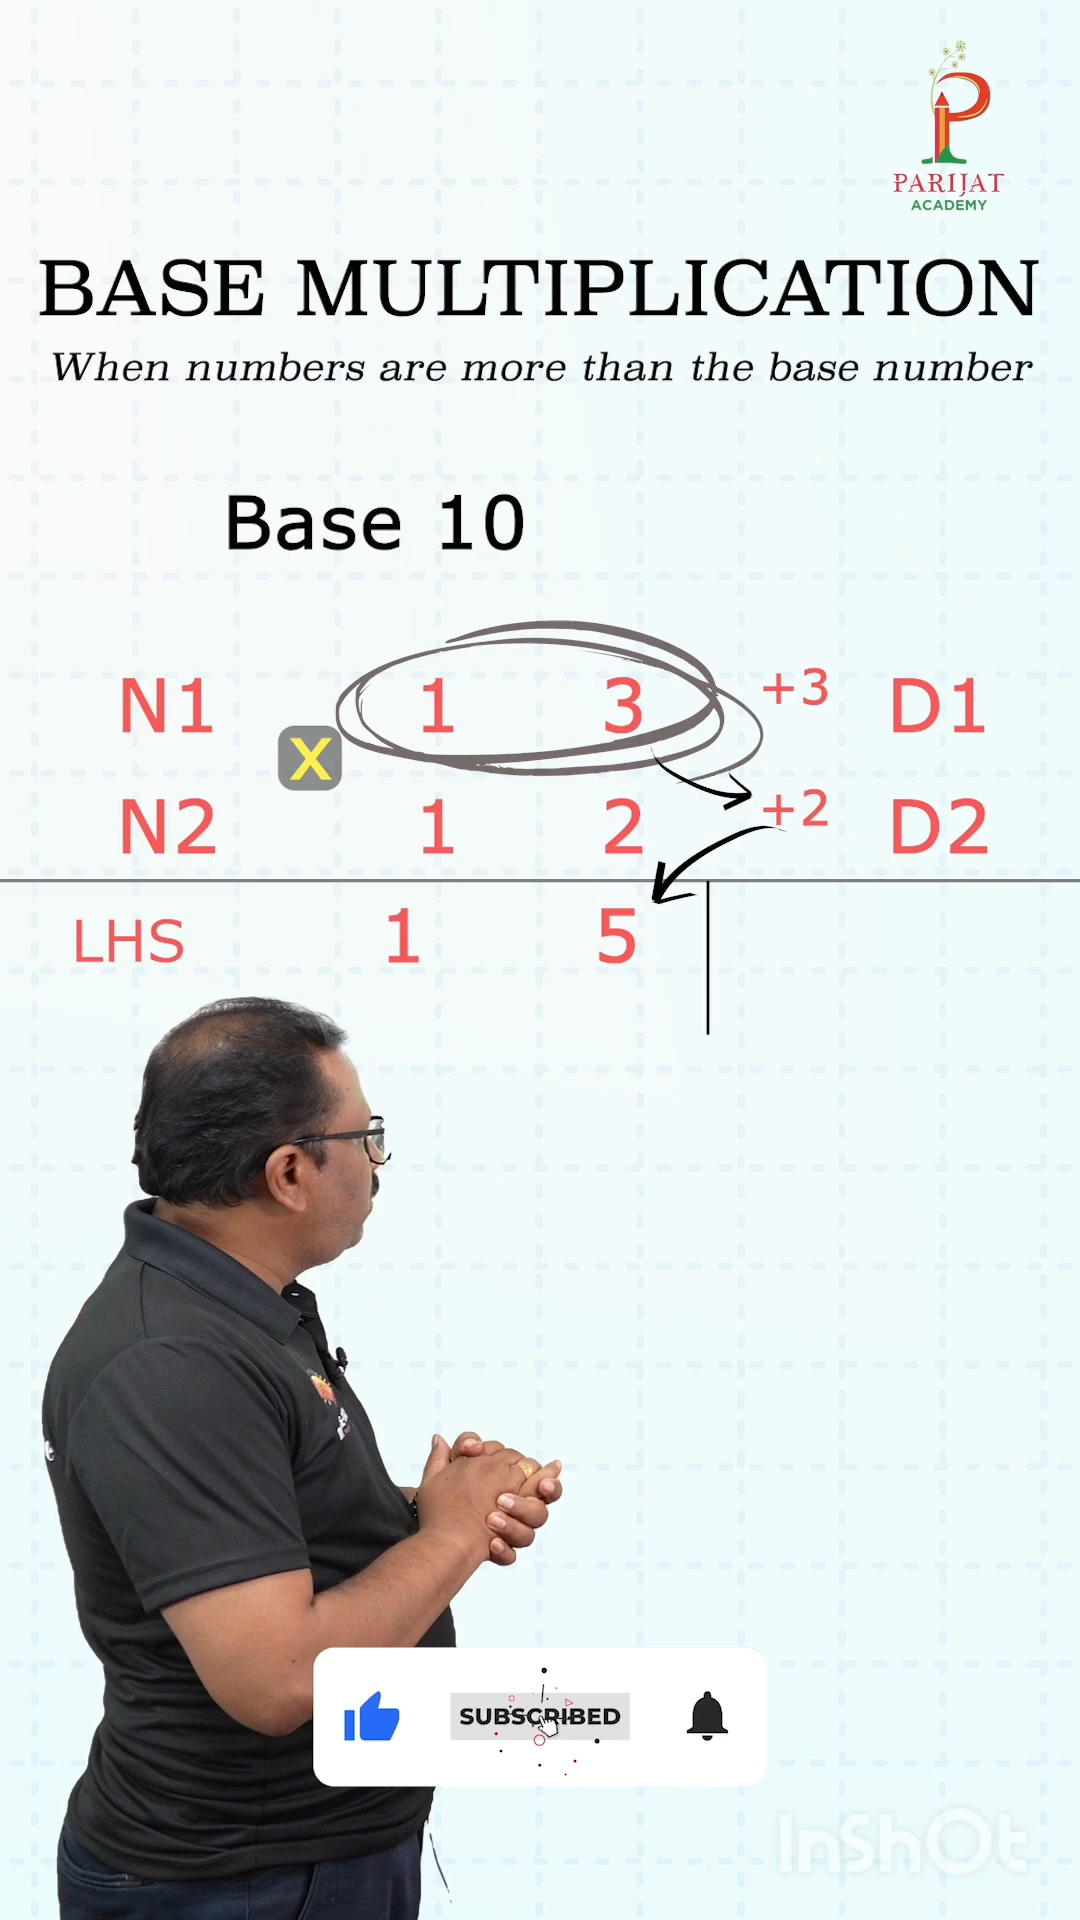 PARIJAT
ACADEMY
BASE MULTIPLICATION
When numbers are more than the base number
Base 10
N1 1 3 +3 D1
X
N2 1 2 +2 D2
LHS 1 5
SUBSCRIBED
InShOt